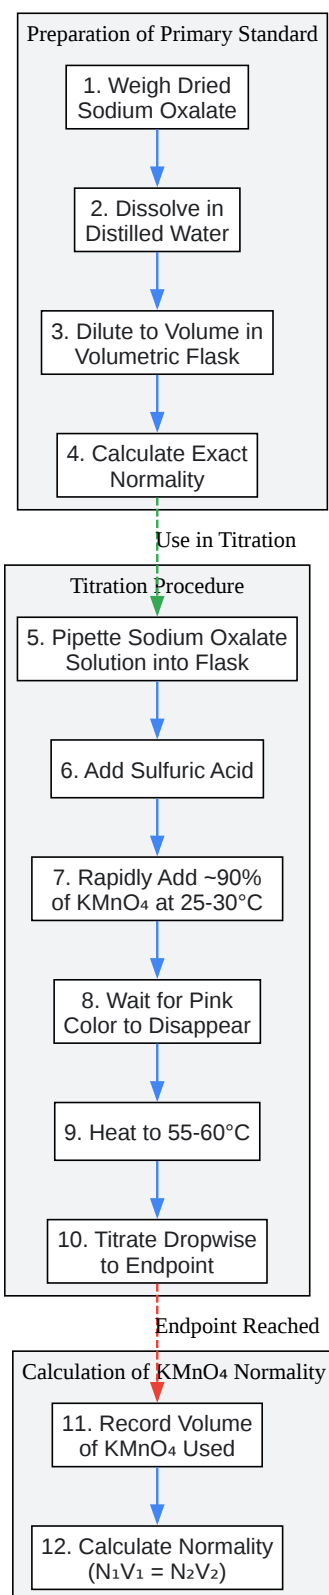 Preparation of Primary Standard
1. Weigh Dried
Sodium Oxalate
2. Dissolve in
Distilled Water
3. Dilute to Volume in
Volumetric Flask
4. Calculate Exact
Normality
Use in Titration
Titration Procedure
5. Pipette Sodium Oxalate
Solution into Flask
6. Add Sulfuric Acid
7. Rapidly Add ~90%
of KMnO₄ at 25-30°C
8. Wait for Pink
Color to Disappear
9. Heat to 55-60°C
10. Titrate Dropwise
to Endpoint
Endpoint Reached
Calculation of KMnO₄ Normality
11. Record Volume
of KMnO₄ Used
12. Calculate Normality
(N₁V₁ = N₂V₂)